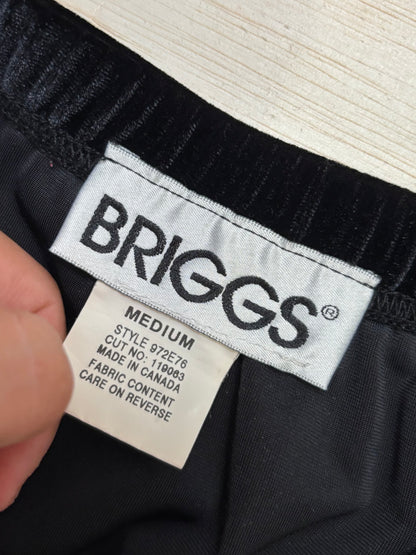 BRIGGS®
MEDIUM
STYLE 972E76
CUT NO: 119063
MADE IN CANADA
FABRIC CONTENT
CARE ON REVERSE